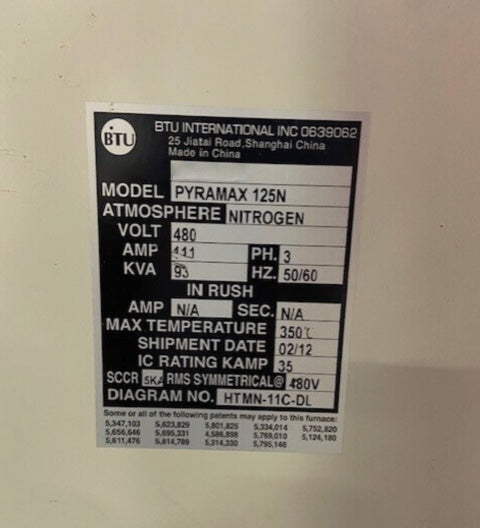 BTU
BTU INTERNATIONAL INC 0639062
25 Jiatai Road,Shanghai China
Made in China
MODEL PYRAMAX 125N
ATMOSPHERE NITROGEN
VOLT 480
AMP 111 PH. 3
KVA 93 HZ. 50/60
IN RUSH
AMP N/A SEC. N/A
MAX TEMPERATURE 350℃
SHIPMENT DATE 02/12
IC RATING KAMP 35
SCCR 5KA RMS SYMMETRICAL@ 480V
DIAGRAM NO. HTMN-11C-DL
Some or all of the following patents may apply to this furnace:
5,347,103 5,623,829 5,801,825 5,334,014 5,752,820
5,656,646 5,695,331 4,586,898 5,769,010 5,124,180
5,611,476 5,814,789 5,314,330 5,795,146